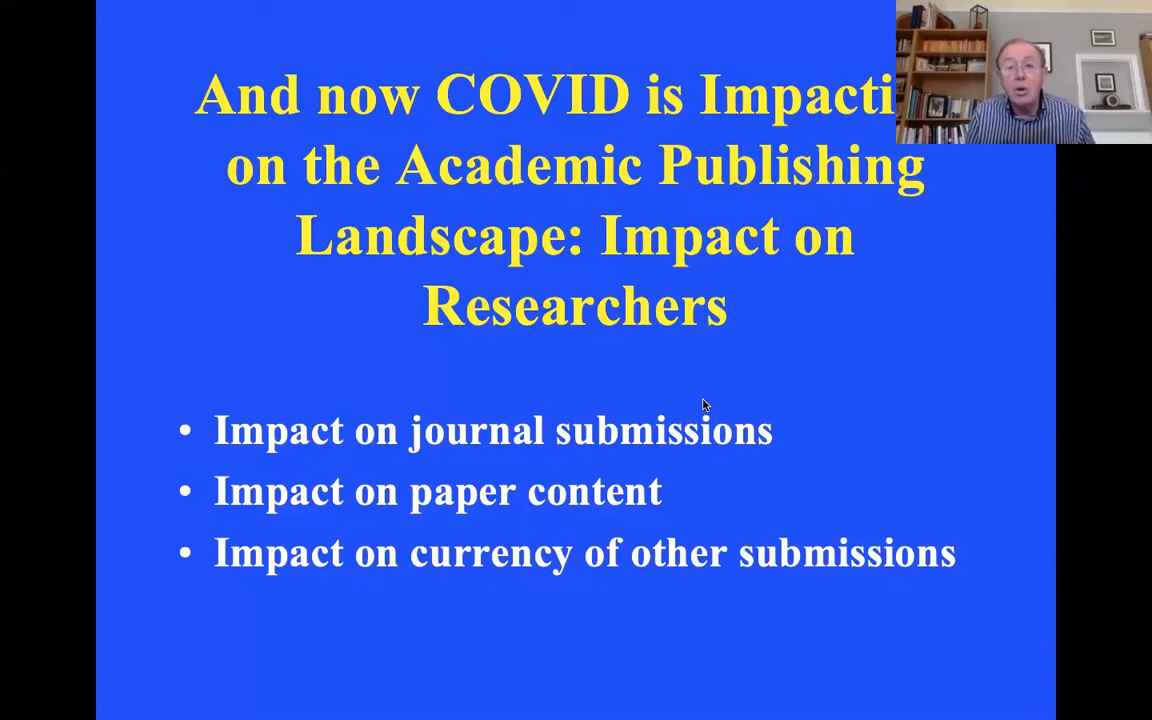 And now COVID is Impacti
on the Academic Publishing
Landscape: Impact on
Researchers
• Impact on journal submissions
• Impact on paper content
• Impact on currency of other submissions